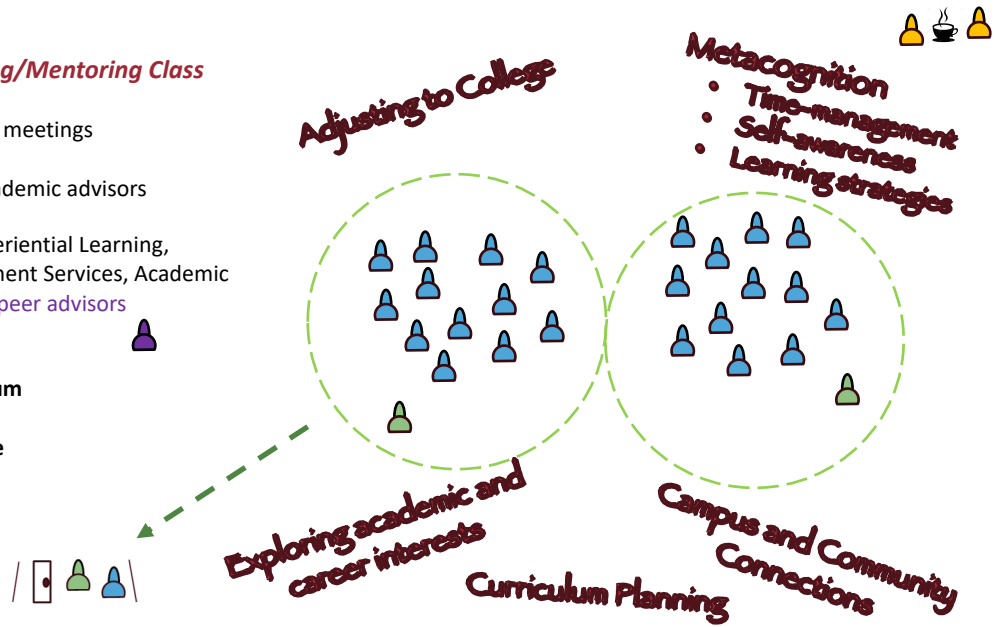 g/Mentoring Class
meetings
ademic advisors
eriential Learning,
ment Services, Academic
peer advisors
um
e
Adjusting to College
Metacognition
• Time-management
• Self-awareness
• Learning strategies
Exploring academic and
career interests
Curriculum Planning
Campus and Community
Connections